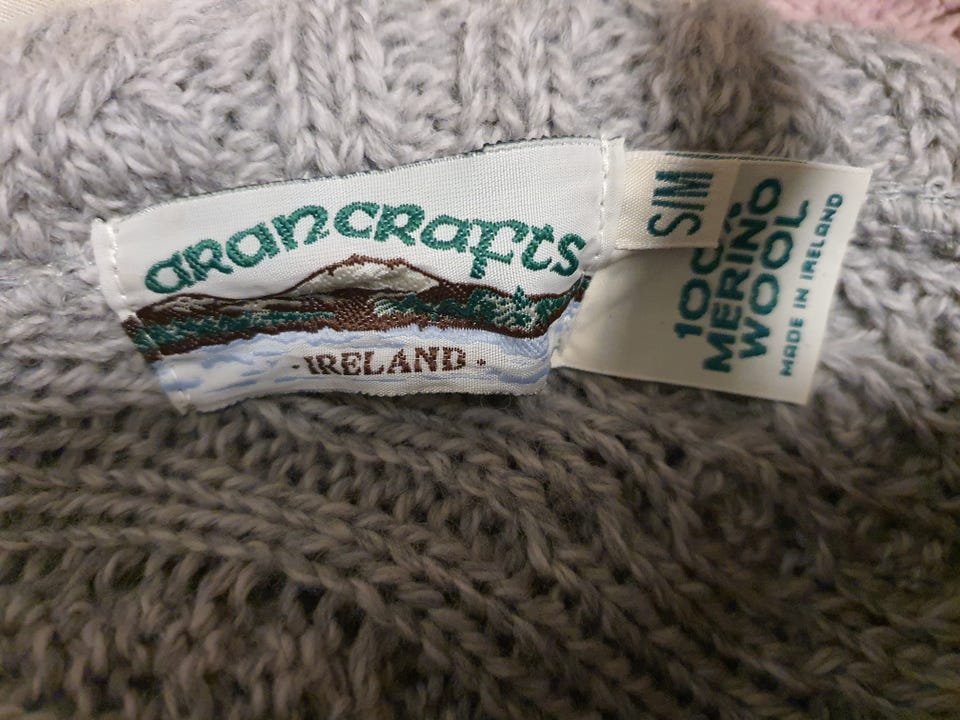 aRancRafts
·IRELAND·
S/M
100%
MERINO
WOOL
MADE IN IRELAND